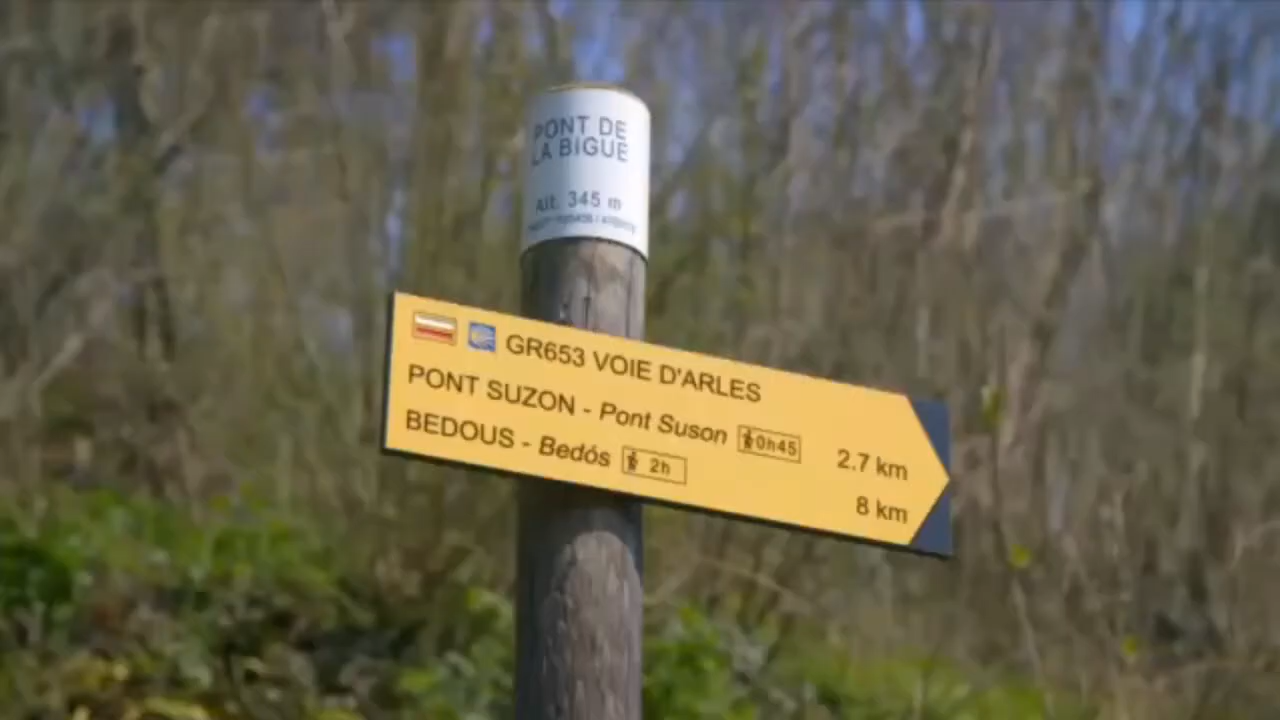 PONT DE
LA BIGUE
Alt. 345 m
GR653 VOIE D'ARLES
PONT SUZON - Pont Suson 0h45 2.7 km
BEDOUS - Bedós 2h 8 km